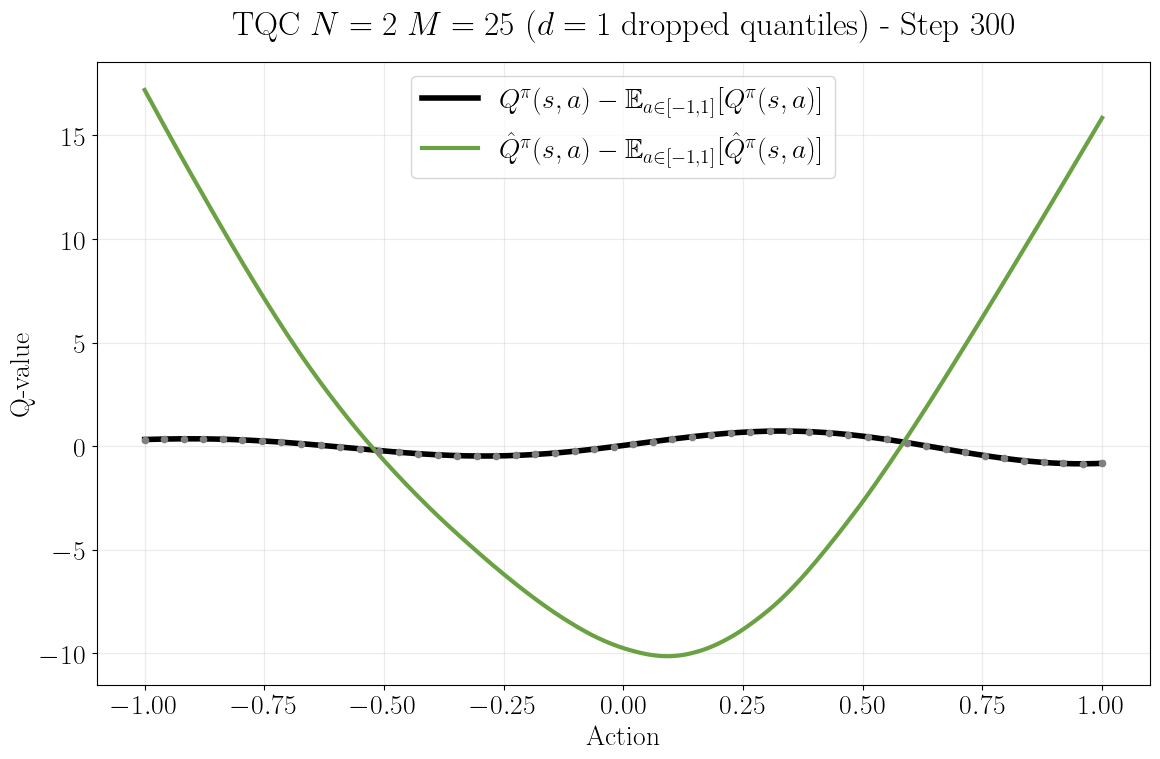 TQC $N = 2$ $M = 25$ ($d = 1$ dropped quantiles) - Step 300
$Q^{\pi}(s, a) - \mathbb{E}_{a \in [-1,1]}[Q^{\pi}(s, a)]$
$\hat{Q}^{\pi}(s, a) - \mathbb{E}_{a \in [-1,1]}[\hat{Q}^{\pi}(s, a)]$
Q-value
15
10
5
0
−5
−10
−1.00 −0.75 −0.50 −0.25 0.00 0.25 0.50 0.75 1.00
Action